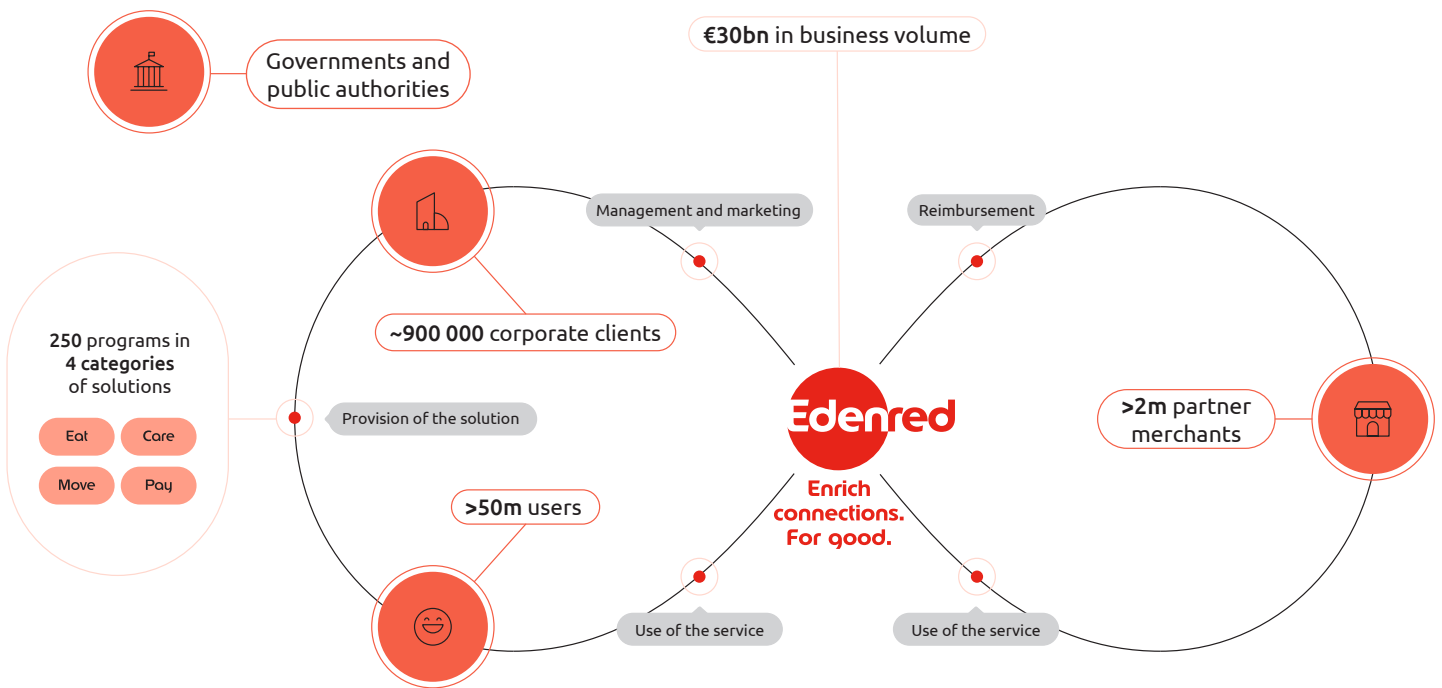 €30bn in business volume
Governments and
public authorities
Management and marketing
Reimbursement
~900 000 corporate clients
250 programs in
4 categories
of solutions
Eat
Care
Move
Pay
Provision of the solution
Edenred
Enrich
connections.
For good.
>2m partner
merchants
>50m users
Use of the service
Use of the service